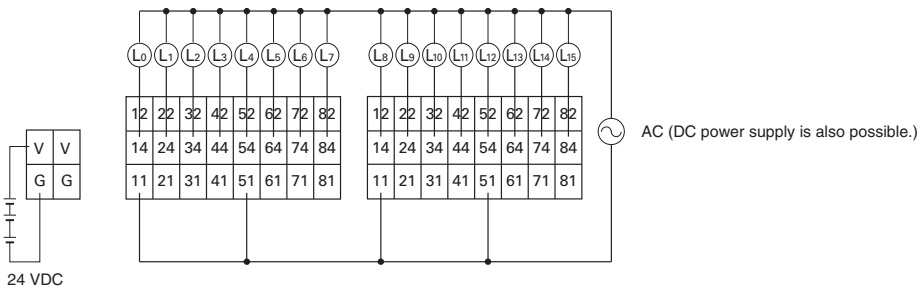 L0 L1 L2 L3 L4 L5 L6 L7 L8 L9 L10 L11 L12 L13 L14 L15
12 22 32 42 52 62 72 82 12 22 32 42 52 62 72 82
V V 14 24 34 44 54 64 74 84 14 24 34 44 54 64 74 84 AC (DC power supply is also possible.)
G G 11 21 31 41 51 61 71 81 11 21 31 41 51 61 71 81
24 VDC